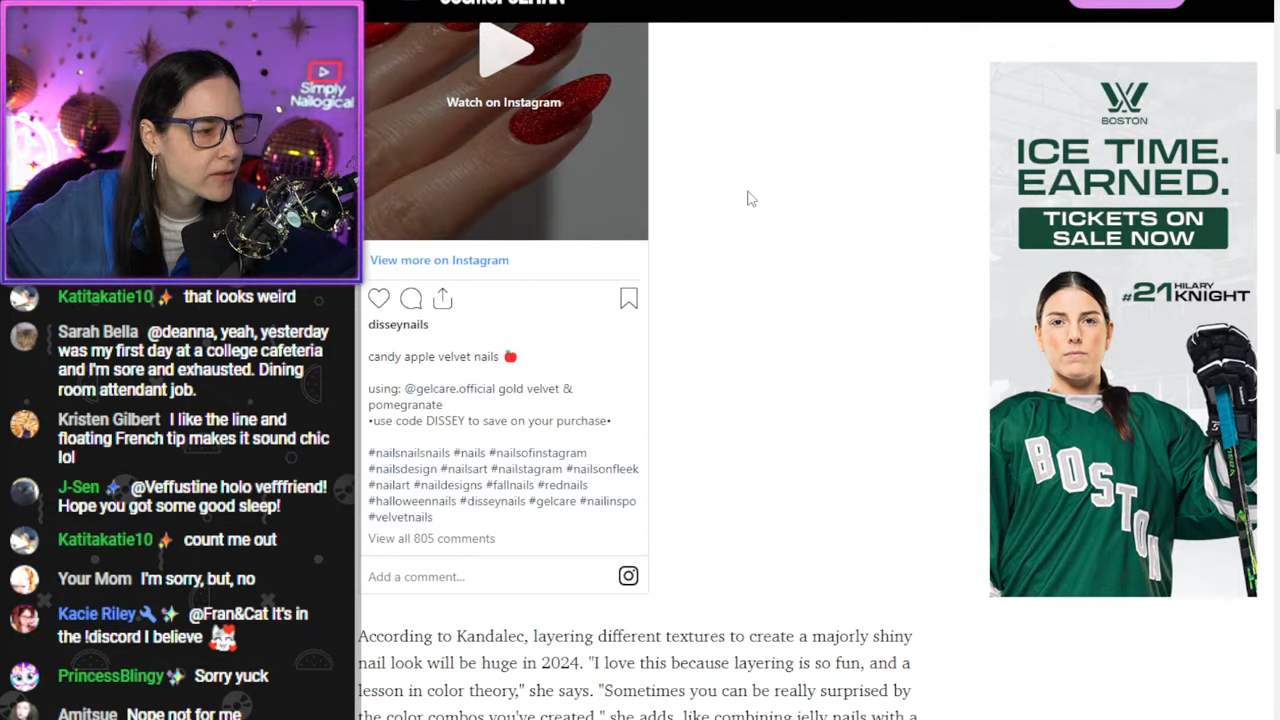 COSMOPOLITAN
Simply
Nailogical
Watch on Instagram
View more on Instagram
disseynails
candy apple velvet nails 🍎
using: @gelcare.official gold velvet &
pomegranate
•use code DISSEY to save on your purchase•
#nailsnailsnails #nails #nailsofinstagram
#nailsdesign #nailsart #nailstagram #nailsonfleek
#nailart #naildesigns #fallnails #rednails
#halloweennails #disseynails #gelcare #nailinspo
#velvetnails
View all 805 comments
Add a comment...
According to Kandalec, layering different textures to create a majorly shiny
nail look will be huge in 2024. "I love this because layering is so fun, and a
lesson in color theory," she says. "Sometimes you can be really surprised by
the color combos you've created," she adds, like combining jelly nails with a
Katitakatie10 that looks weird
Sarah Bella @deanna, yeah, yesterday
was my first day at a college cafeteria
and I'm sore and exhausted. Dining
room attendant job.
Kristen Gilbert I like the line and
floating French tip makes it sound chic
lol
J-Sen @Veffustine holo vefffriend!
Hope you got some good sleep!
Katitakatie10 count me out
Your Mom I'm sorry, but, no
Kacie Riley @Fran&Cat It's in
the !discord I believe
PrincessBlingy Sorry yuck
Amitsue Nope not for me
BOSTON
ICE TIME.
EARNED.
TICKETS ON
SALE NOW
#21 HILARY
KNIGHT
BOSTON